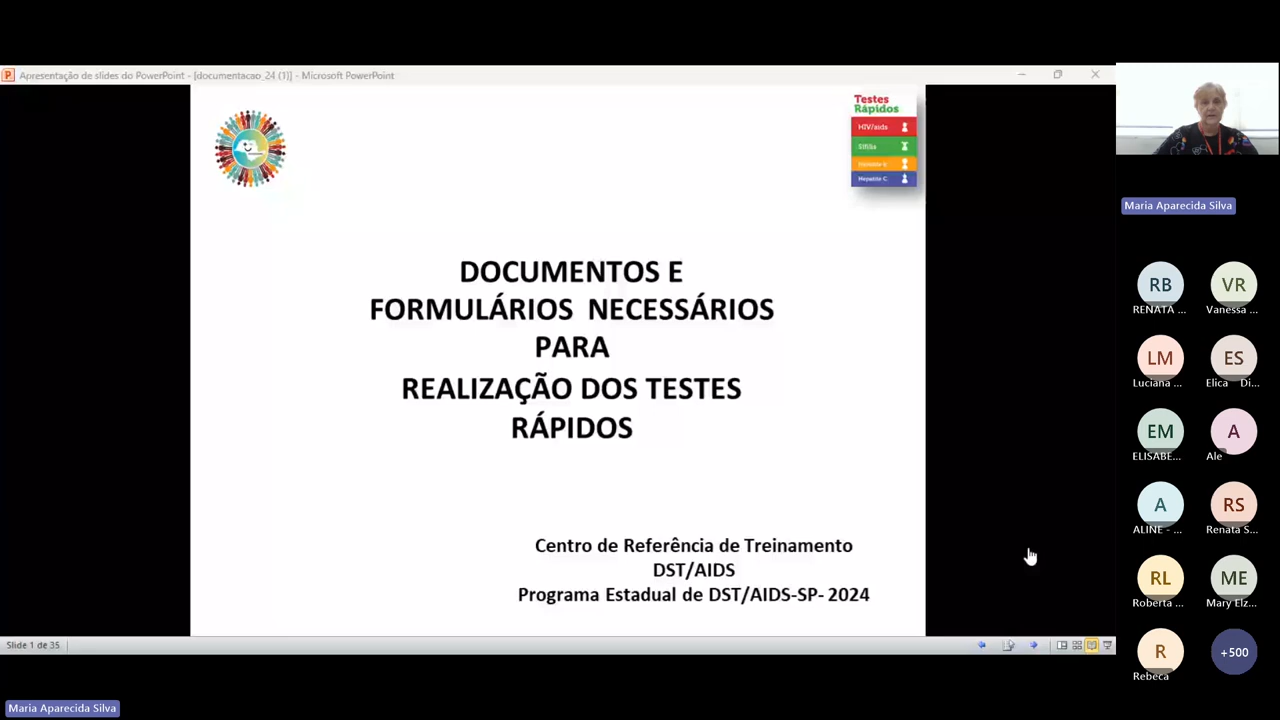 Apresentação de slides do PowerPoint - [documentacao_24 (1)] - Microsoft PowerPoint
Testes
Rápidos
HIV/aids
Sífilis
Hepatite C
DOCUMENTOS E
FORMULÁRIOS NECESSÁRIOS
PARA
REALIZAÇÃO DOS TESTES
RÁPIDOS
Centro de Referência de Treinamento
DST/AIDS
Programa Estadual de DST/AIDS-SP- 2024
Slide 1 de 35
Maria Aparecida Silva
Maria Aparecida Silva
RB
VR
RENATA ...
Vanessa ...
LM
ES
Luciana ...
Elica Di...
EM
A
ELISABE...
Ale
A
RS
ALINE - ...
Renata S...
RL
ME
Roberta ...
Mary Elz...
R
+500
Rebeca